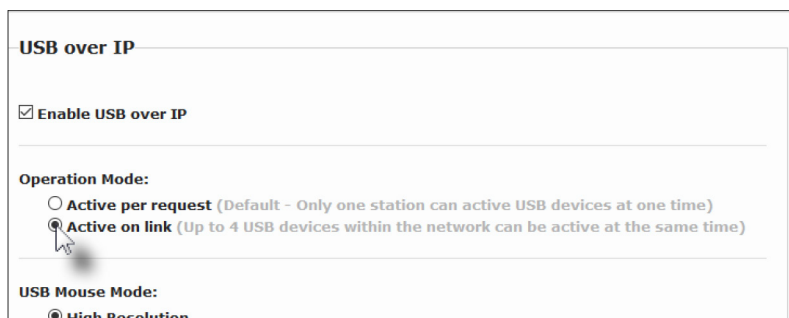 USB over IP
Enable USB over IP
Operation Mode:
Active per request (Default - Only one station can active USB devices at one time)
Active on link (Up to 4 USB devices within the network can be active at the same time)
USB Mouse Mode:
High Resolution